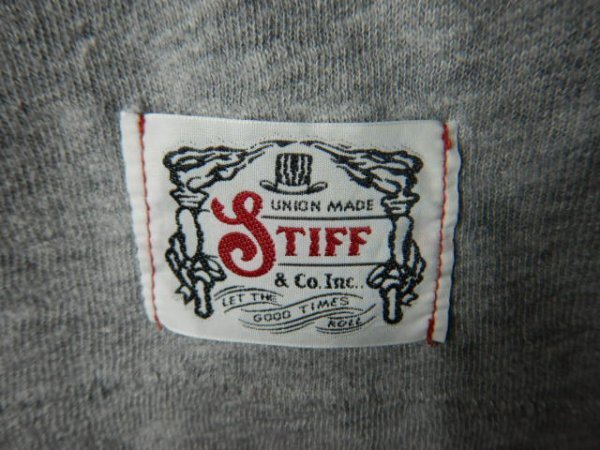 UNION MADE
STIFF
& Co. Inc..
LET THE
GOOD TIMES
ROLL